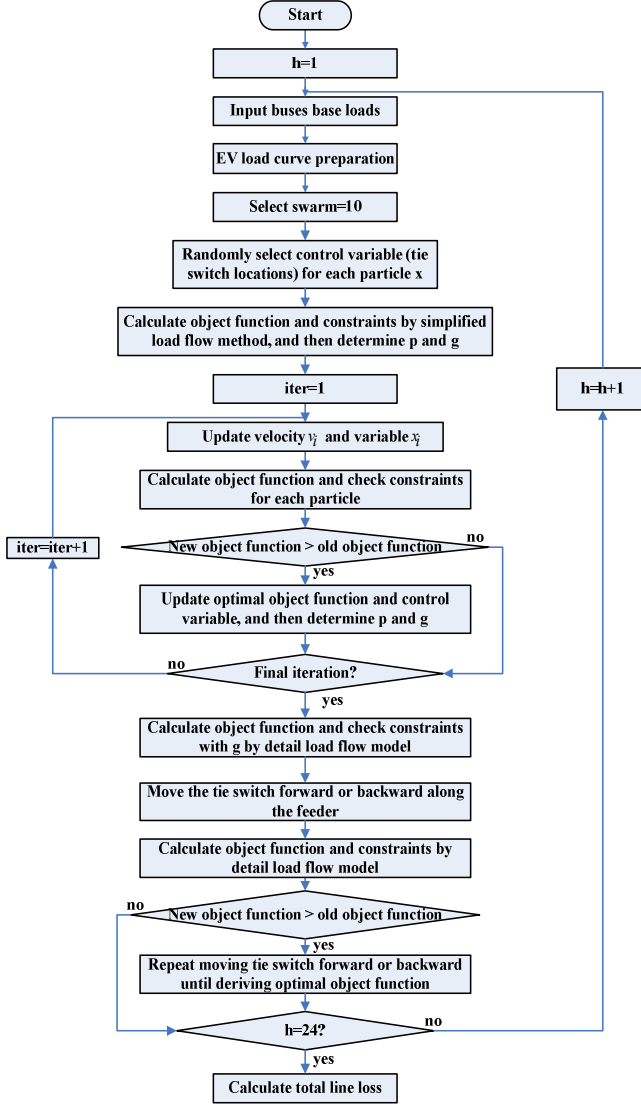 Start
h=1
Input buses base loads
EV load curve preparation
Select swarm=10
Randomly select control variable (tie
switch locations) for each particle x
Calculate object function and constraints by simplified
load flow method, and then determine p and g
iter=1
h=h+1
Update velocity v_i and variable x_i
Calculate object function and check constraints
for each particle
iter=iter+1
New object function > old object function
no
yes
Update optimal object function and control
variable, and then determine p and g
no
Final iteration?
yes
Calculate object function and check constraints
with g by detail load flow model
Move the tie switch forward or backward along
the feeder
Calculate object function and constraints by
detail load flow model
no
New object function > old object function
yes
Repeat moving tie switch forward or backward
until deriving optimal object function
h=24?
no
yes
Calculate total line loss